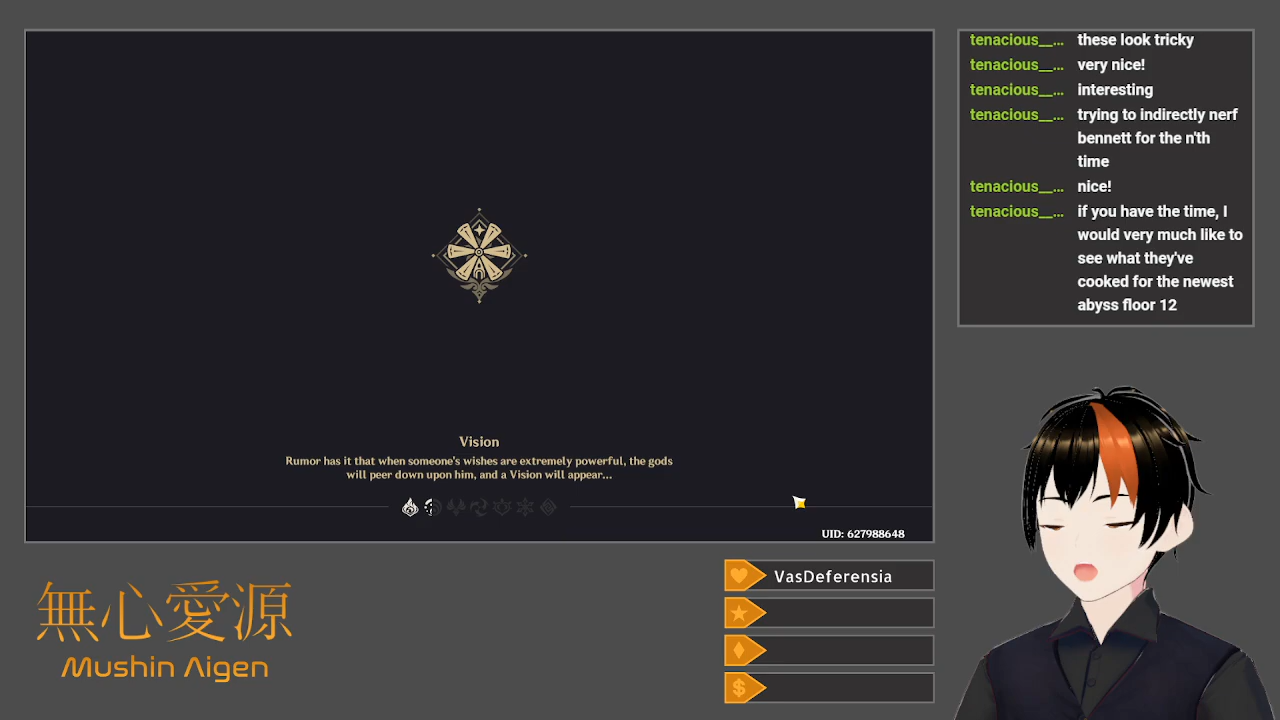 tenacious__... these look tricky
tenacious__... very nice!
tenacious__... interesting
tenacious__... trying to indirectly nerf
bennett for the n'th
time
tenacious__... nice!
tenacious__... if you have the time, I
would very much like to
see what they've
cooked for the newest
abyss floor 12
Vision
Rumor has it that when someone's wishes are extremely powerful, the gods
will peer down upon him, and a Vision will appear...
UID: 627988648
VasDeferensia
無心愛源
Mushin Aigen
$